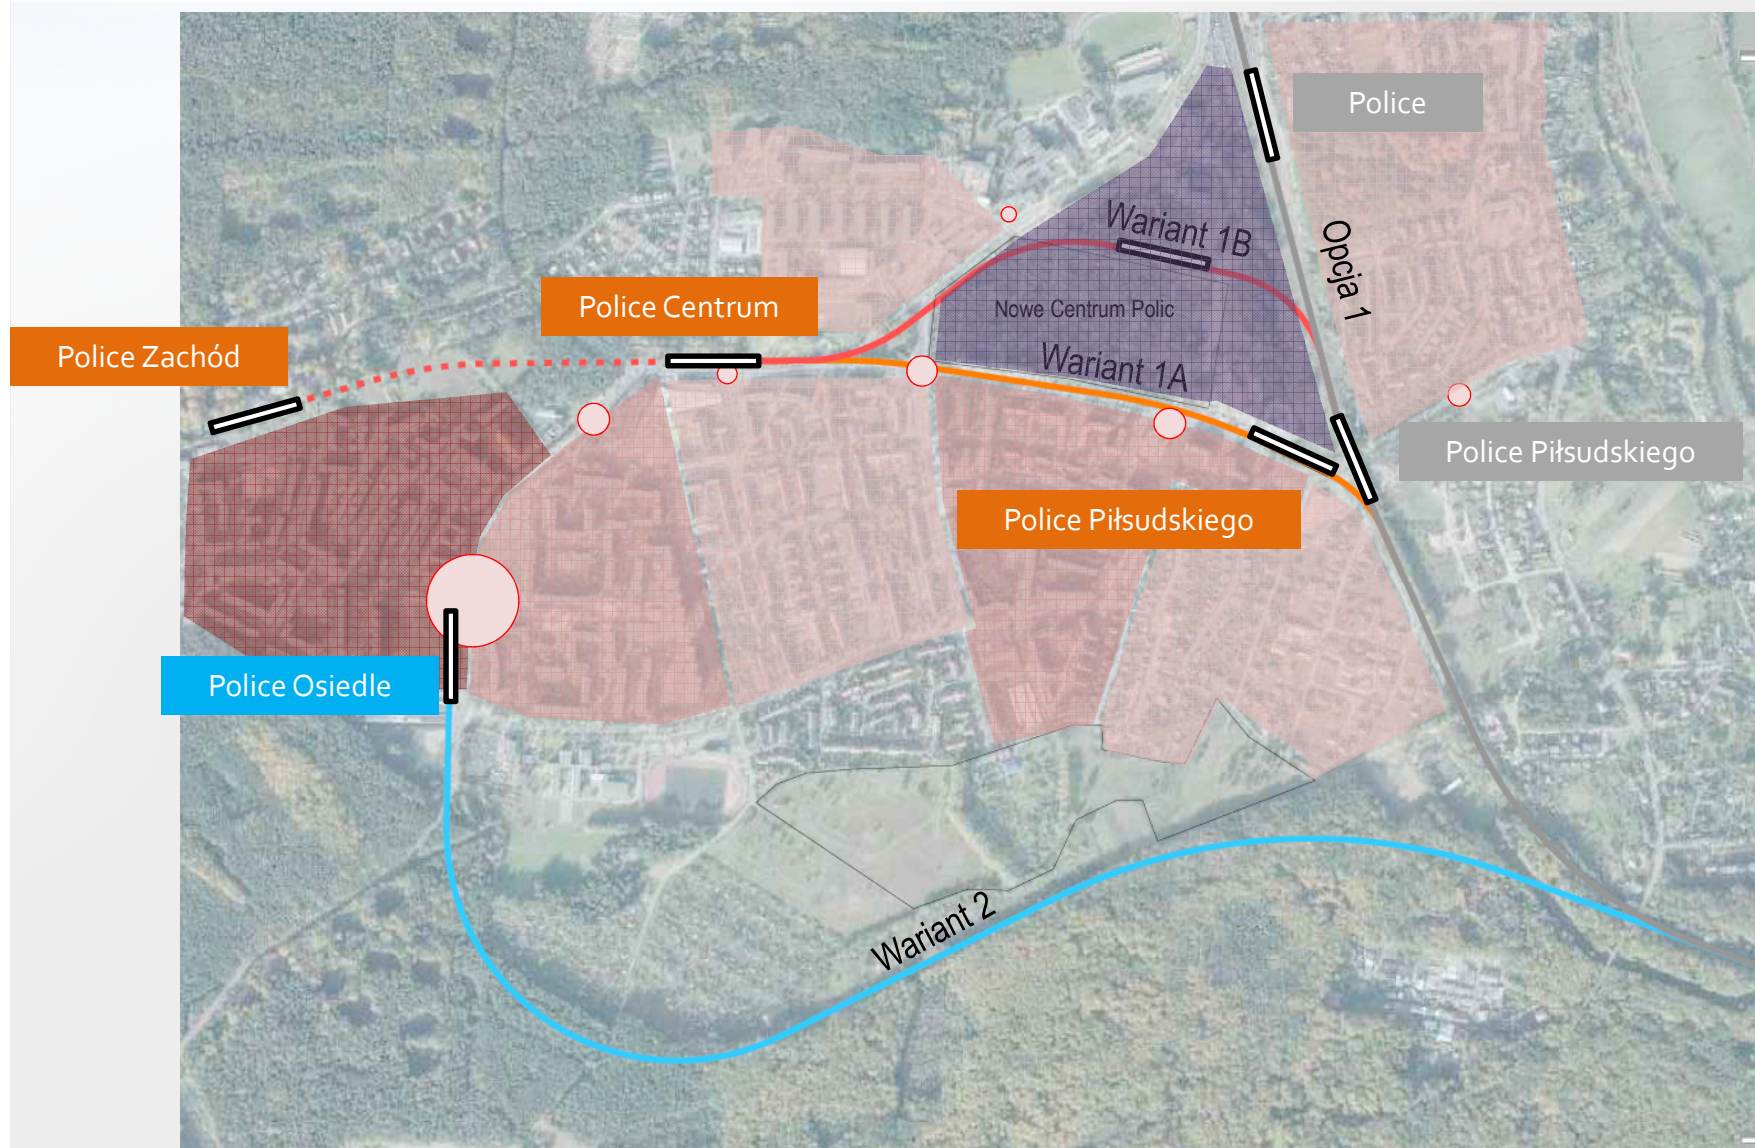 Police
Wariant 1B
Opcja 1
Police Centrum
Nowe Centrum Polic
Police Zachód
Wariant 1A
Police Piłsudskiego
Police Piłsudskiego
Police Osiedle
Wariant 2